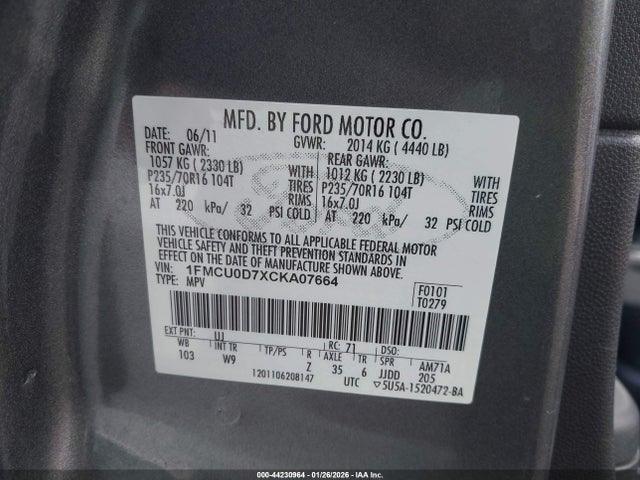 MFD. BY FORD MOTOR CO.
DATE: 06/11 GVWR: 2014 KG (4440 LB)
FRONT GAWR: REAR GAWR:
1057 KG (2330 LB) WITH 1012 KG (2230 LB) WITH
P235/70R16 104T TIRES P235/70R16 104T TIRES
16x7.0J RIMS 16x7.0J RIMS
AT 220 kPa/ 32 PSI COLD AT 220 kPa/ 32 PSI COLD
THIS VEHICLE CONFORMS TO ALL APPLICABLE FEDERAL MOTOR
VEHICLE SAFETY AND THEFT PREVENTION STANDARDS IN
EFFECT ON THE DATE OF MANUFACTURE SHOWN ABOVE.
VIN: 1FMCU0D7XCKA07664 F0101
TYPE: MPV T0279
EXT PNT: UJ RC: 71 DSO:
WB INT TR TP/PS R AXLE TR AM71A
103 W9 Z 35 6 JJDD 205
1201106208147 UTC ▽5U5A-1520472-BA
000-44230964 | 01/26/2026 | IAA Inc.